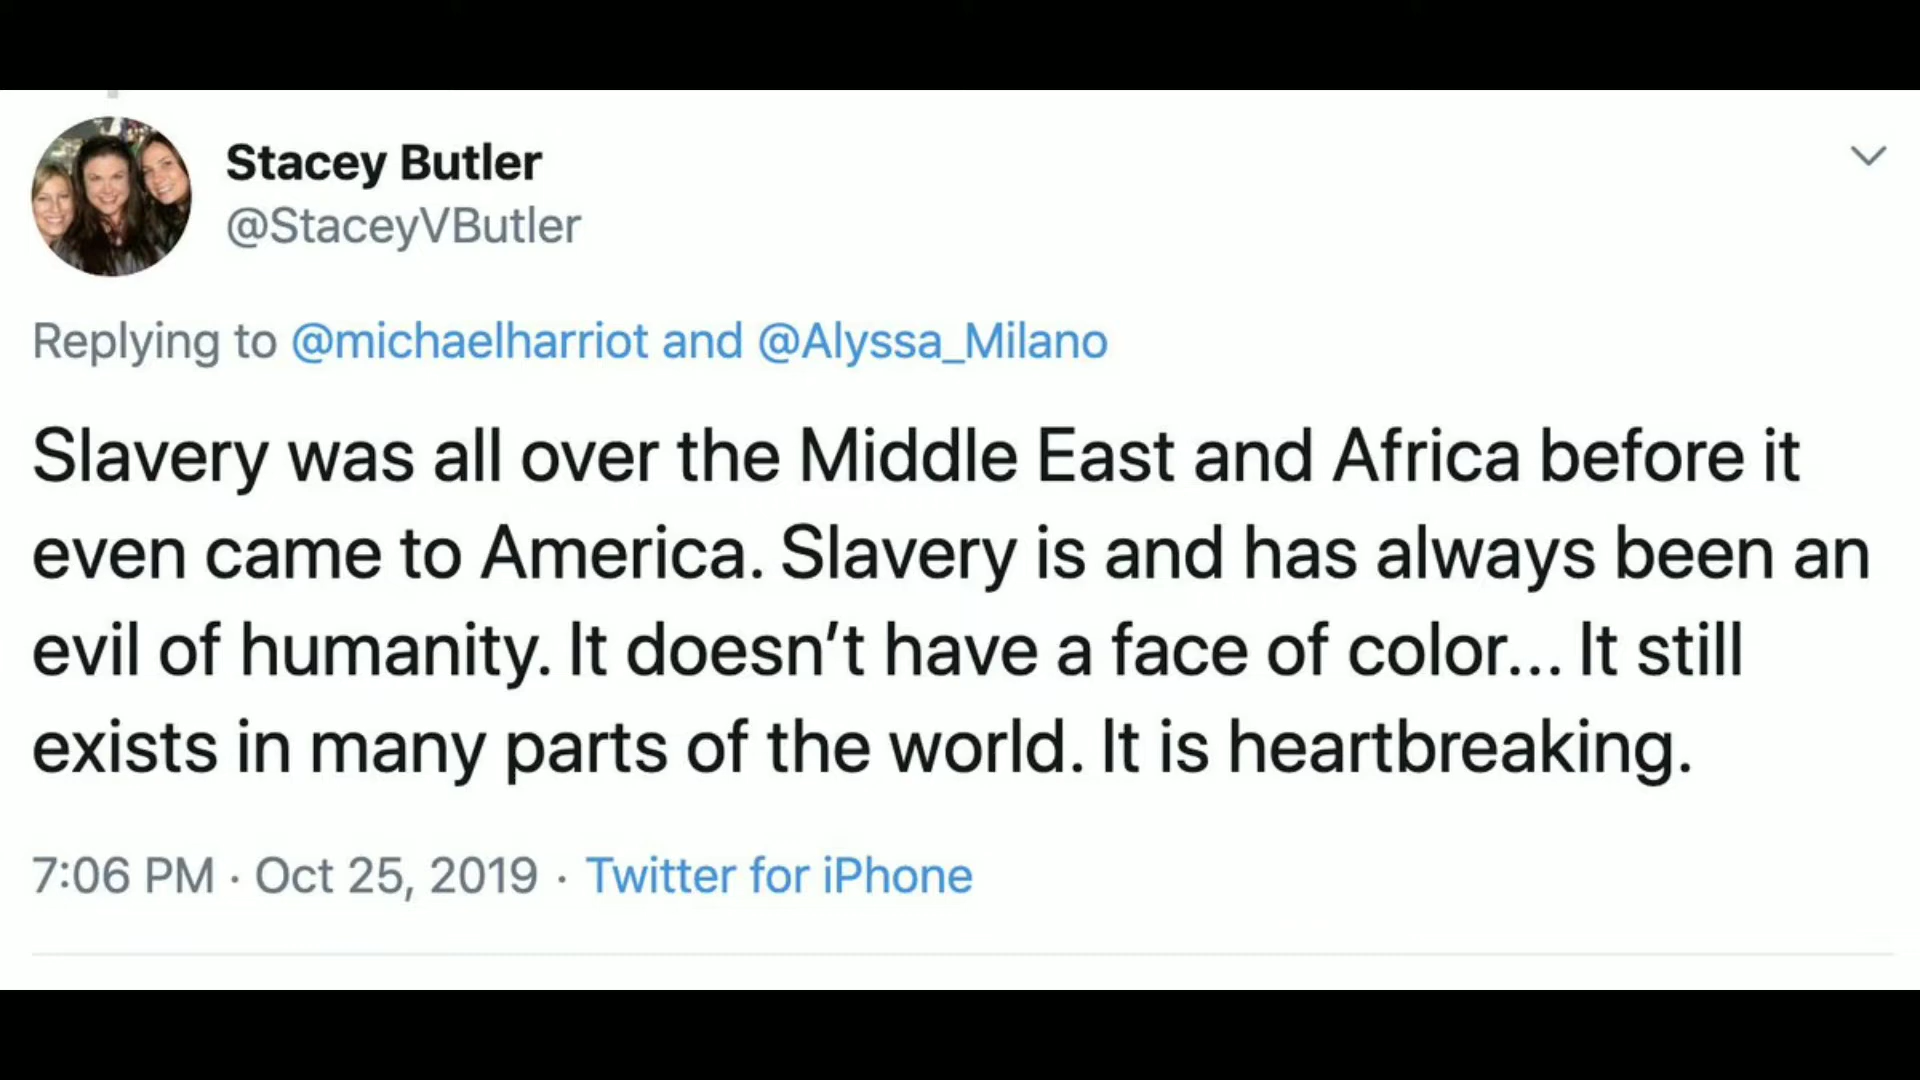 Stacey Butler
@StaceyVButler
Replying to @michaelharriot and @Alyssa_Milano
Slavery was all over the Middle East and Africa before it
even came to America. Slavery is and has always been an
evil of humanity. It doesn’t have a face of color... It still
exists in many parts of the world. It is heartbreaking.
7:06 PM · Oct 25, 2019 · Twitter for iPhone